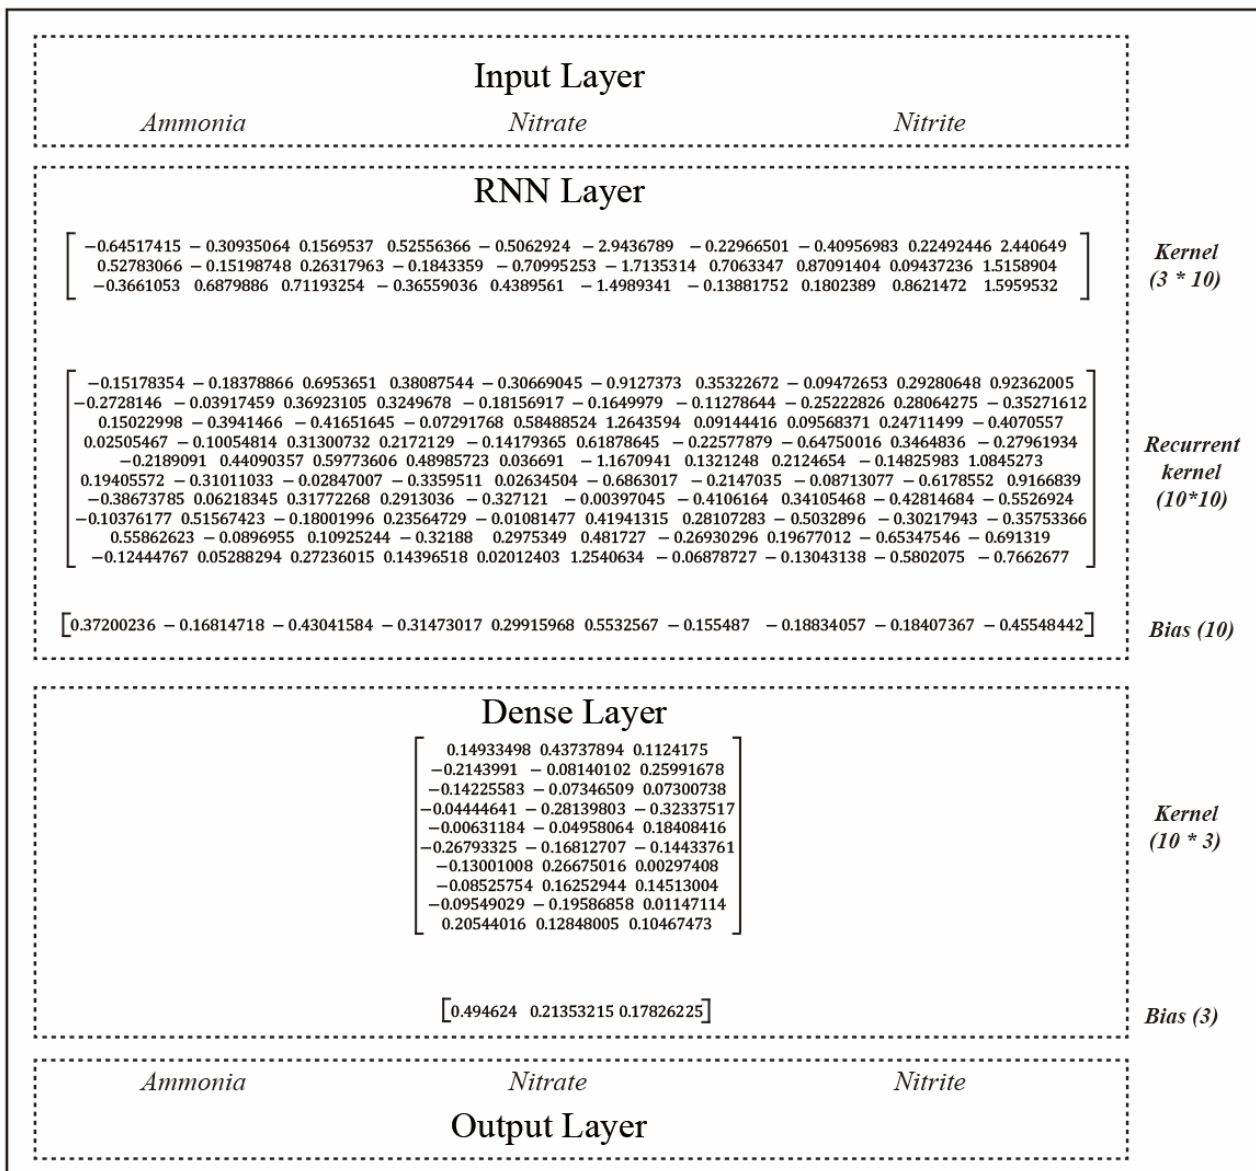 Input Layer
Ammonia Nitrate Nitrite
RNN Layer
−0.64517415 − 0.30935064 0.1569537 0.52556366 − 0.5062924 − 2.9436789 − 0.22966501 − 0.40956983 0.22492446 2.440649
0.52783066 − 0.15198748 0.26317963 − 0.1843359 − 0.70995253 − 1.7135314 0.7063347 0.87091404 0.09437236 1.5158904
−0.3661053 0.6879886 0.71193254 − 0.36559036 0.4389561 − 1.4989341 − 0.13881752 0.1802389 0.8621472 1.5959532
Kernel
(3 * 10)
−0.15178354 − 0.18378866 0.6953651 0.38087544 − 0.30669045 − 0.9127373 0.35322672 − 0.09472653 0.29280648 0.92362005
−0.2728146 − 0.03917459 0.36923105 0.3249678 − 0.18156917 − 0.1649979 − 0.11278644 − 0.25222826 0.28064275 − 0.35271612
0.15022998 − 0.3941466 − 0.41651645 − 0.07291768 0.58488524 1.2643594 0.09144416 0.09568371 0.24711499 − 0.4070557
0.02505467 − 0.10054814 0.31300732 0.2172129 − 0.14179365 0.61878645 − 0.22577879 − 0.64750016 0.3464836 − 0.27961934
−0.2189091 0.44090357 0.59773606 0.48985723 0.036691 − 1.1670941 0.1321248 0.2124654 − 0.14825983 1.0845273
0.19405572 − 0.31011033 − 0.02847007 − 0.3359511 0.02634504 − 0.6863017 − 0.2147035 − 0.08713077 − 0.6178552 0.9166839
−0.38673785 0.06218345 0.31772268 0.2913036 − 0.327121 − 0.00397045 − 0.4106164 0.34105468 − 0.42814684 − 0.5526924
−0.10376177 0.51567423 − 0.18001996 0.23564729 − 0.01081477 0.41941315 0.28107283 − 0.5032896 − 0.30217943 − 0.35753366
0.55862623 − 0.0896955 0.10925244 − 0.32188 0.2975349 0.481727 − 0.26930296 0.19677012 − 0.65347546 − 0.691319
−0.12444767 0.05288294 0.27236015 0.14396518 0.02012403 1.2540634 − 0.06878727 − 0.13043138 − 0.5802075 − 0.7662677
Recurrent
kernel
(10*10)
[0.37200236 − 0.16814718 − 0.43041584 − 0.31473017 0.29915968 0.5532567 − 0.155487 − 0.18834057 − 0.18407367 − 0.45548442]
Bias (10)
Dense Layer
0.14933498 0.43737894 0.1124175
−0.2143991 − 0.08140102 0.25991678
−0.14225583 − 0.07346509 0.07300738
−0.04444641 − 0.28139803 − 0.32337517
−0.00631184 − 0.04958064 0.18408416
−0.26793325 − 0.16812707 − 0.14433761
−0.13001008 0.26675016 0.00297408
−0.08525754 0.16252944 0.14513004
−0.09549029 − 0.19586858 0.01147114
0.20544016 0.12848005 0.10467473
Kernel
(10 * 3)
[0.494624 0.21353215 0.17826225]
Bias (3)
Ammonia Nitrate Nitrite
Output Layer